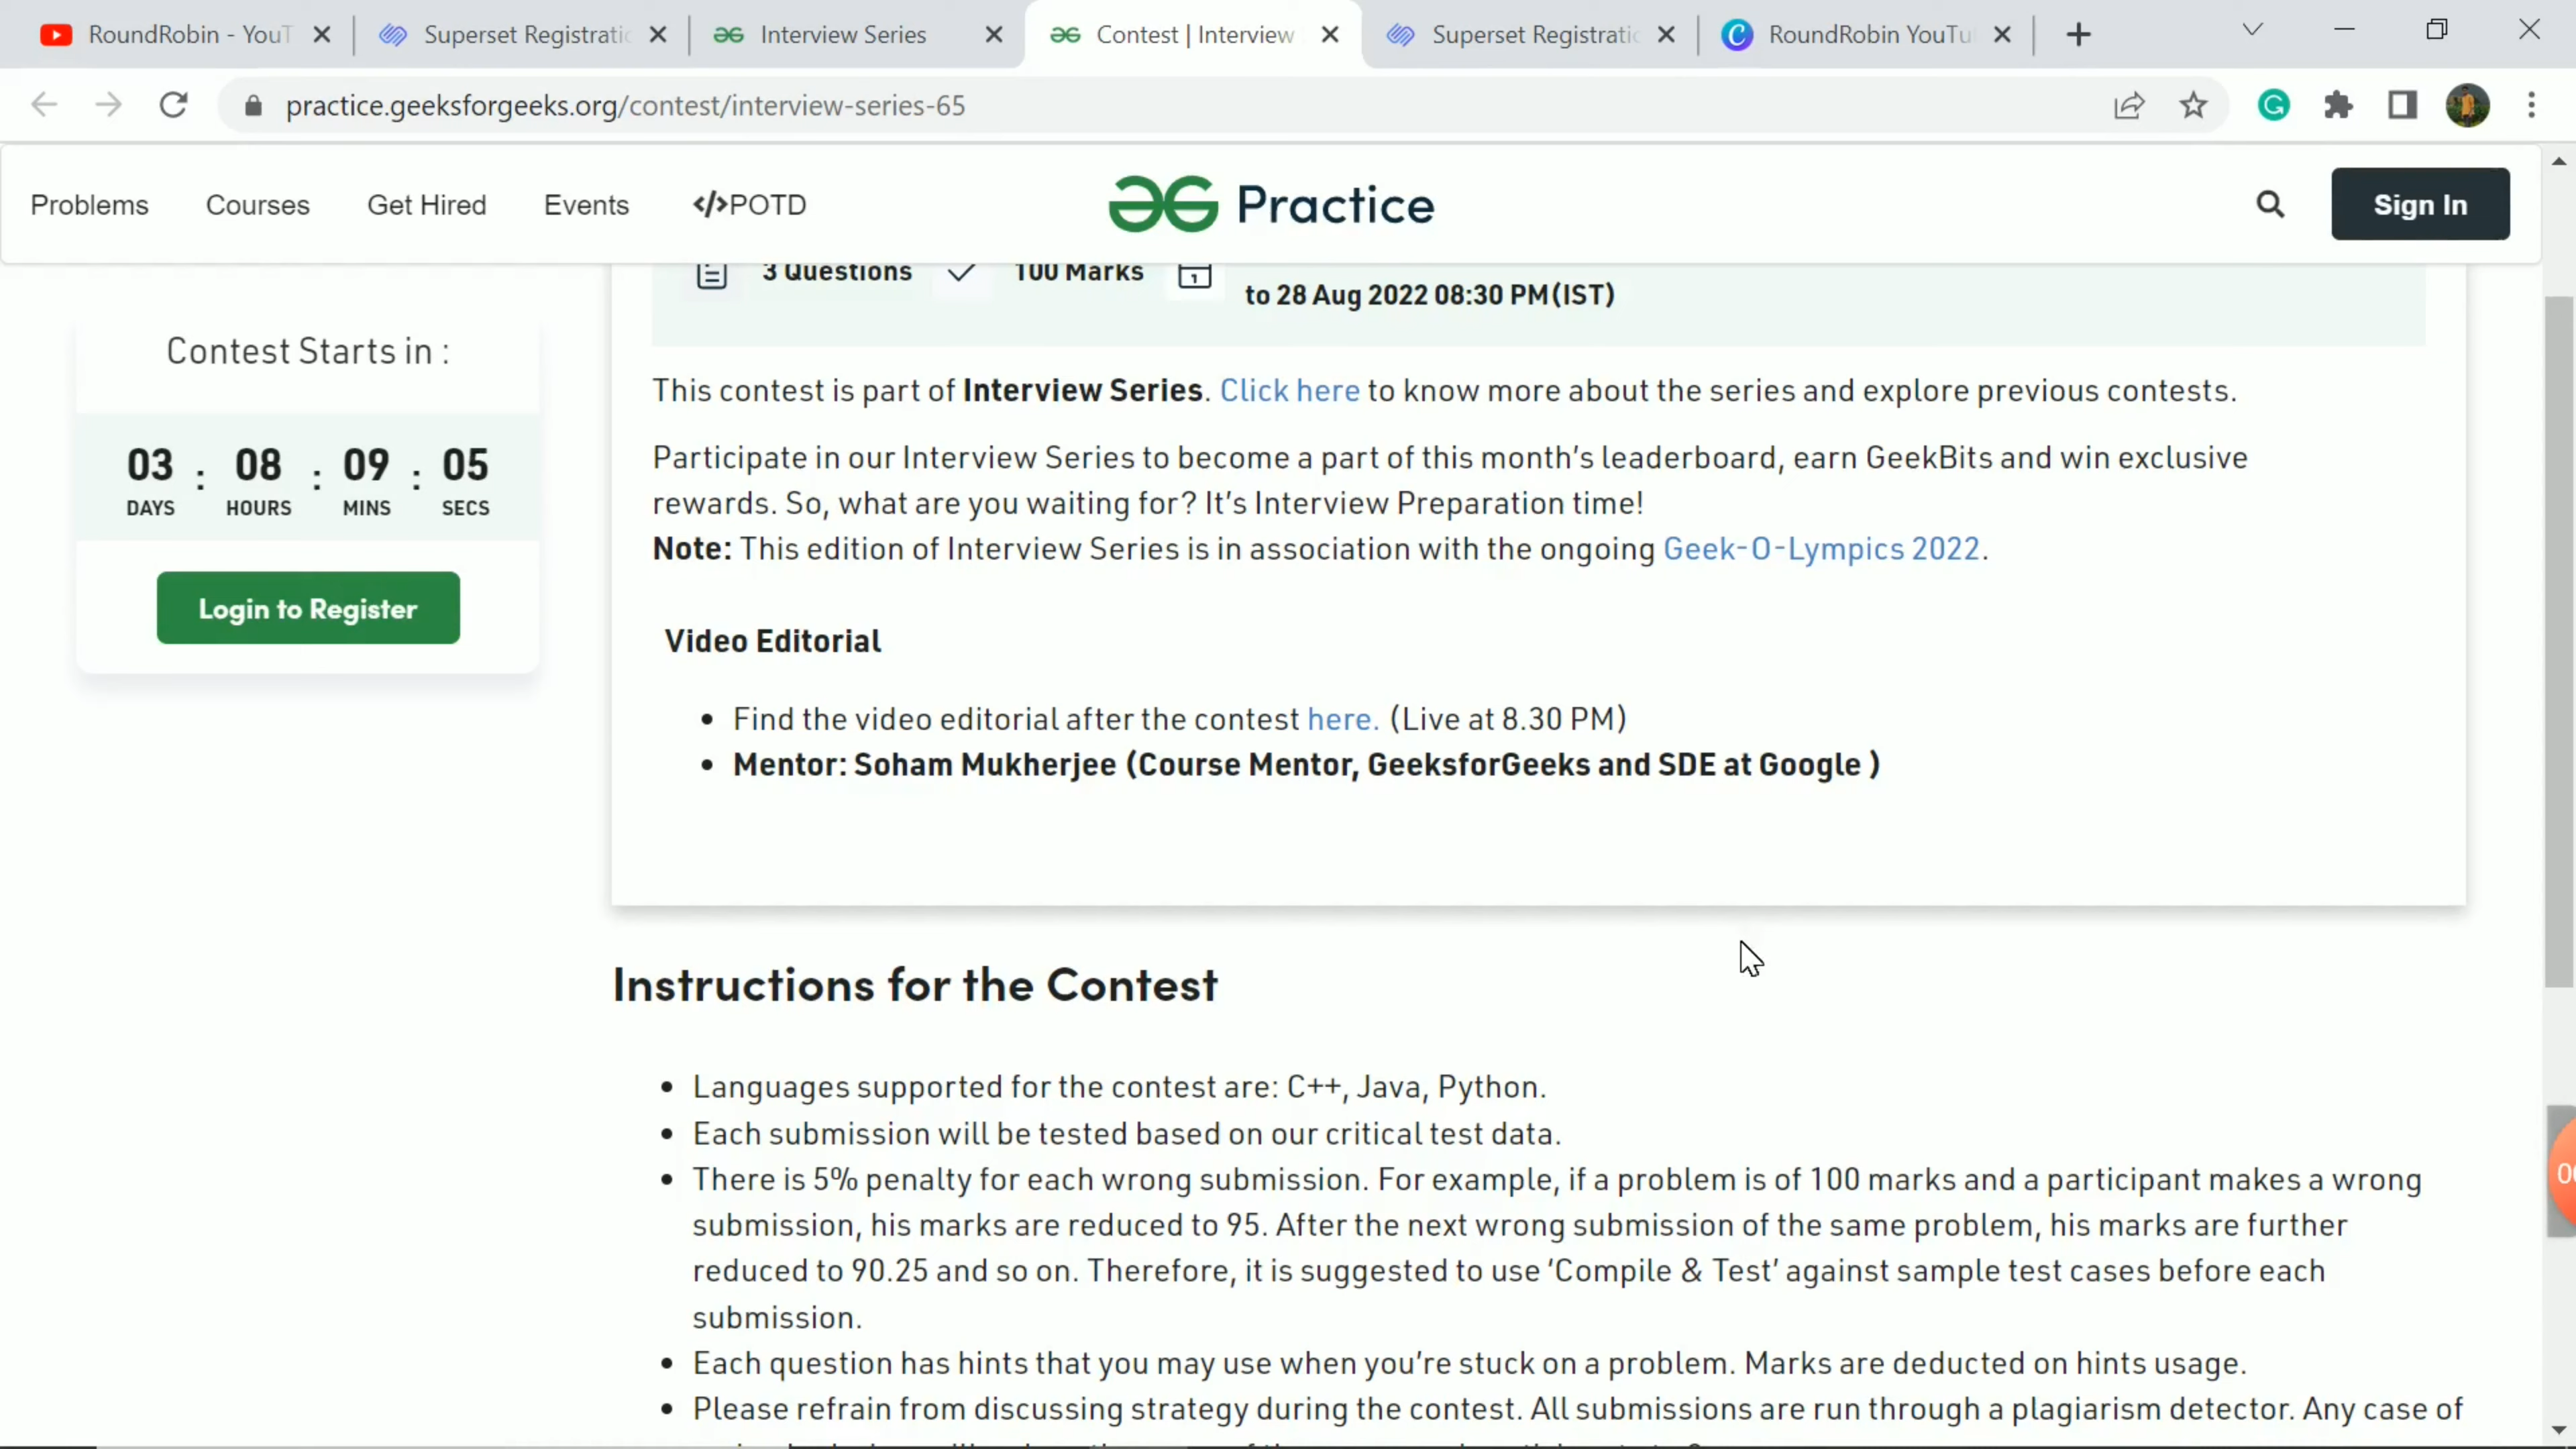 RoundRobin - YouT
Superset Registratio
Interview Series
Contest | Interview
Superset Registratio
RoundRobin YouTu
practice.geeksforgeeks.org/contest/interview-series-65
Problems
Courses
Get Hired
Events
</>POTD
Practice
Sign In
3 Questions
100 Marks
to 28 Aug 2022 08:30 PM(IST)
Contest Starts in :
03 : 08 : 09 : 05
DAYS HOURS MINS SECS
Login to Register
This contest is part of Interview Series. Click here to know more about the series and explore previous contests.
Participate in our Interview Series to become a part of this month's leaderboard, earn GeekBits and win exclusive
rewards. So, what are you waiting for? It's Interview Preparation time!
Note: This edition of Interview Series is in association with the ongoing Geek-O-Lympics 2022.
Video Editorial
Find the video editorial after the contest here. (Live at 8.30 PM)
Mentor: Soham Mukherjee (Course Mentor, GeeksforGeeks and SDE at Google )
Instructions for the Contest
Languages supported for the contest are: C++, Java, Python.
Each submission will be tested based on our critical test data.
There is 5% penalty for each wrong submission. For example, if a problem is of 100 marks and a participant makes a wrong
submission, his marks are reduced to 95. After the next wrong submission of the same problem, his marks are further
reduced to 90.25 and so on. Therefore, it is suggested to use 'Compile & Test' against sample test cases before each
submission.
Each question has hints that you may use when you're stuck on a problem. Marks are deducted on hints usage.
Please refrain from discussing strategy during the contest. All submissions are run through a plagiarism detector. Any case of